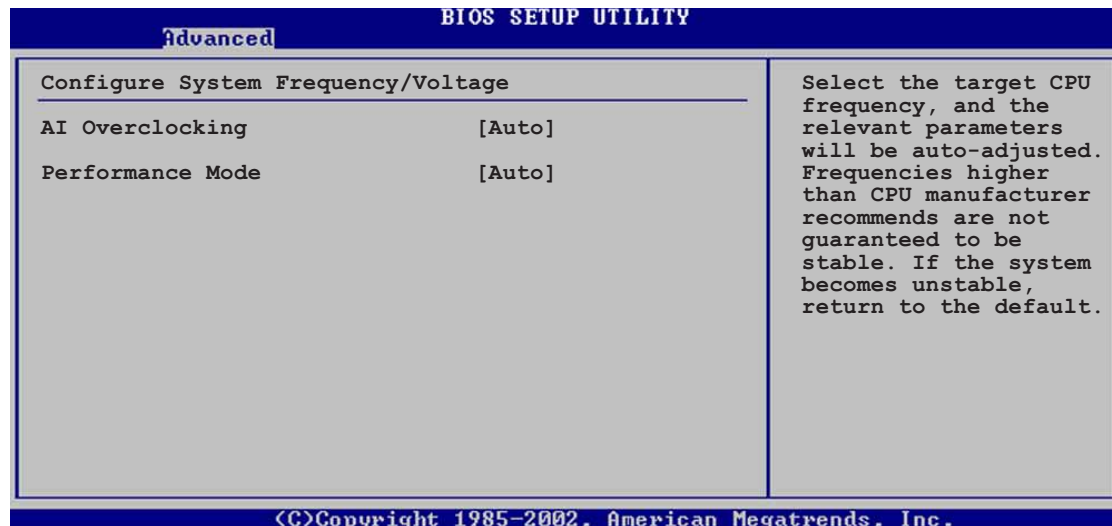 BIOS SETUP UTILITY
Advanced
Configure System Frequency/Voltage
AI Overclocking [Auto]
Performance Mode [Auto]
Select the target CPU
frequency, and the
relevant parameters
will be auto-adjusted.
Frequencies higher
than CPU manufacturer
recommends are not
guaranteed to be
stable. If the system
becomes unstable,
return to the default.
(C)Copyright 1985-2002, American Megatrends, Inc.